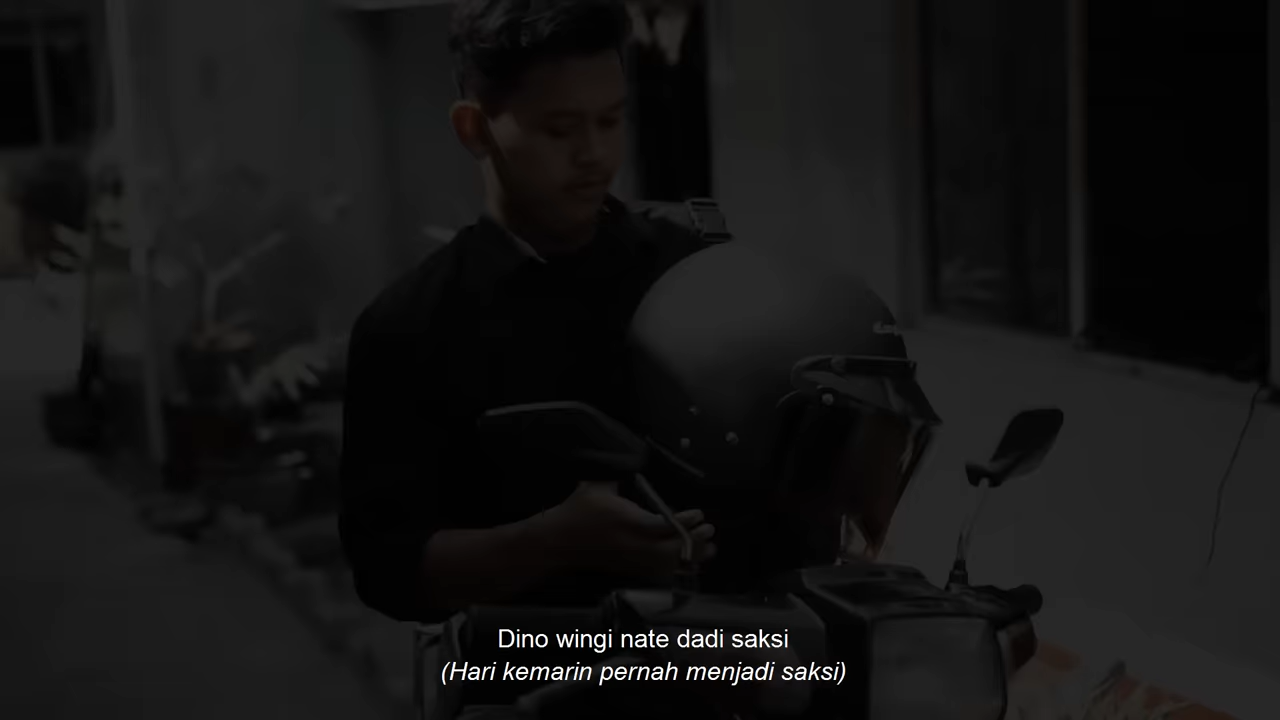 Dino wingi nate dadi saksi
(Hari kemarin pernah menjadi saksi)